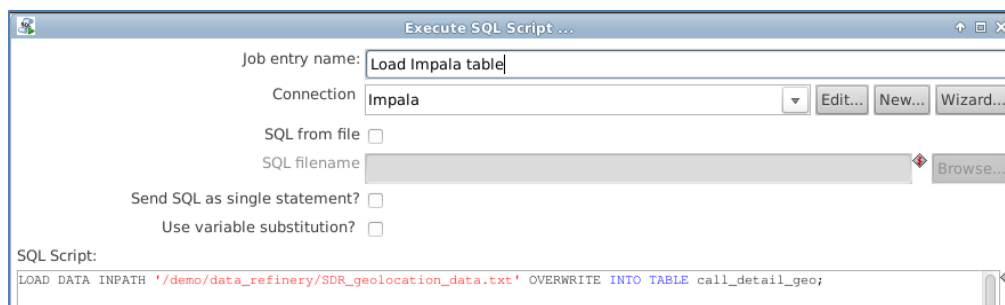 Execute SQL Script ...
Job entry name: Load Impala table
Connection Impala Edit... New... Wizard...
SQL from file
SQL filename Browse...
Send SQL as single statement?
Use variable substitution?
SQL Script:
LOAD DATA INPATH '/demo/data_refinery/SDR_geolocation_data.txt' OVERWRITE INTO TABLE call_detail_geo;